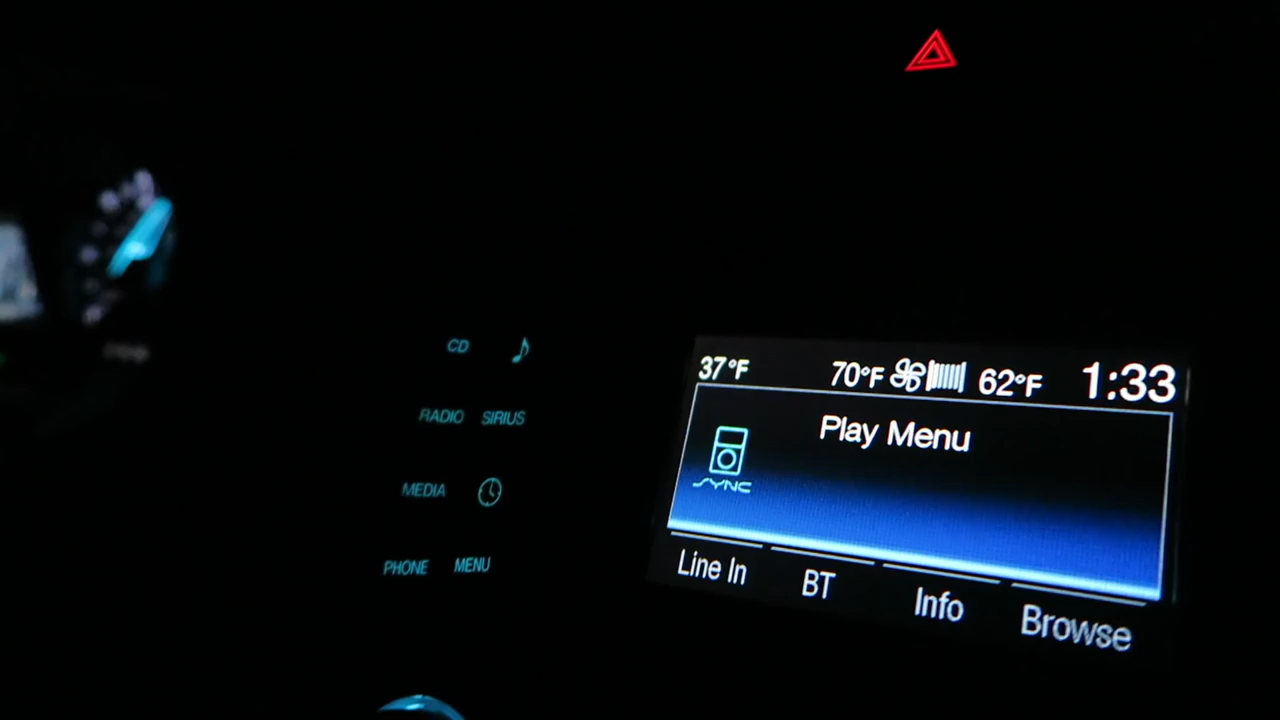 37°F 70°F 62°F 1:33
Play Menu
SYNC
Line In BT Info Browse
CD
RADIO SIRIUS
MEDIA
PHONE MENU